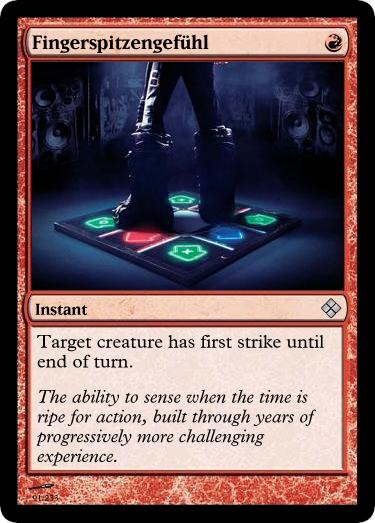 Fingerspitzengefühl
Instant
Target creature has first strike until
end of turn.
The ability to sense when the time is
ripe for action, built through years of
progressively more challenging
experience.